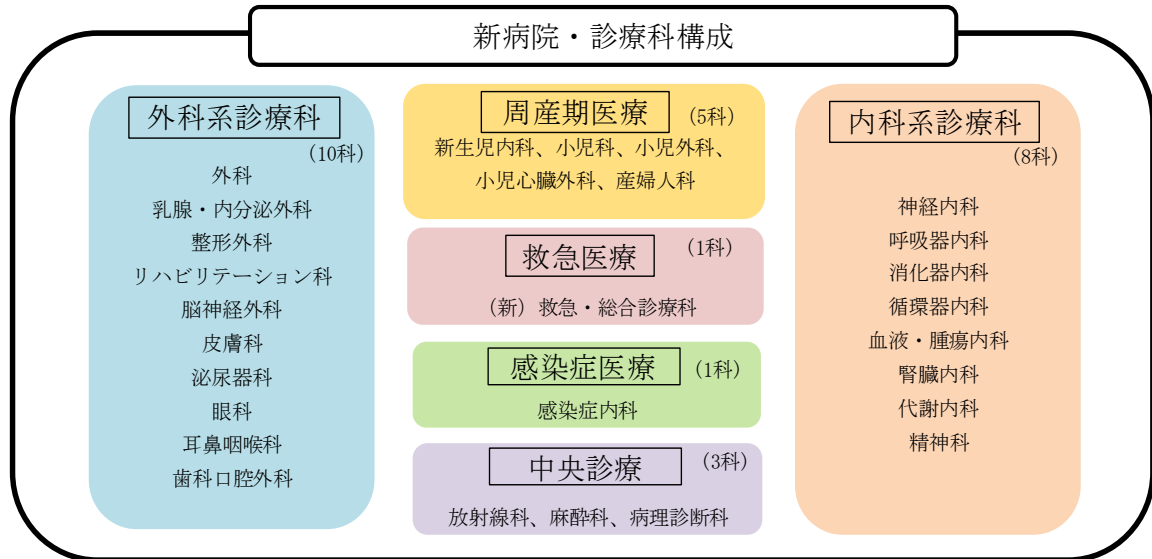 新病院・診療科構成
外科系診療科
(10科)
外科
乳腺・内分泌外科
整形外科
リハビリテーション科
脳神経外科
皮膚科
泌尿器科
眼科
耳鼻咽喉科
歯科口腔外科
周産期医療
(5科)
新生児内科、小児科、小児外科、
小児心臓外科、産婦人科
救急医療
(1科)
(新) 救急・総合診療科
感染症医療
(1科)
感染症内科
中央診療
(3科)
放射線科、麻酔科、病理診断科
内科系診療科
(8科)
神経内科
呼吸器内科
消化器内科
循環器内科
血液・腫瘍内科
腎臓内科
代謝内科
精神科